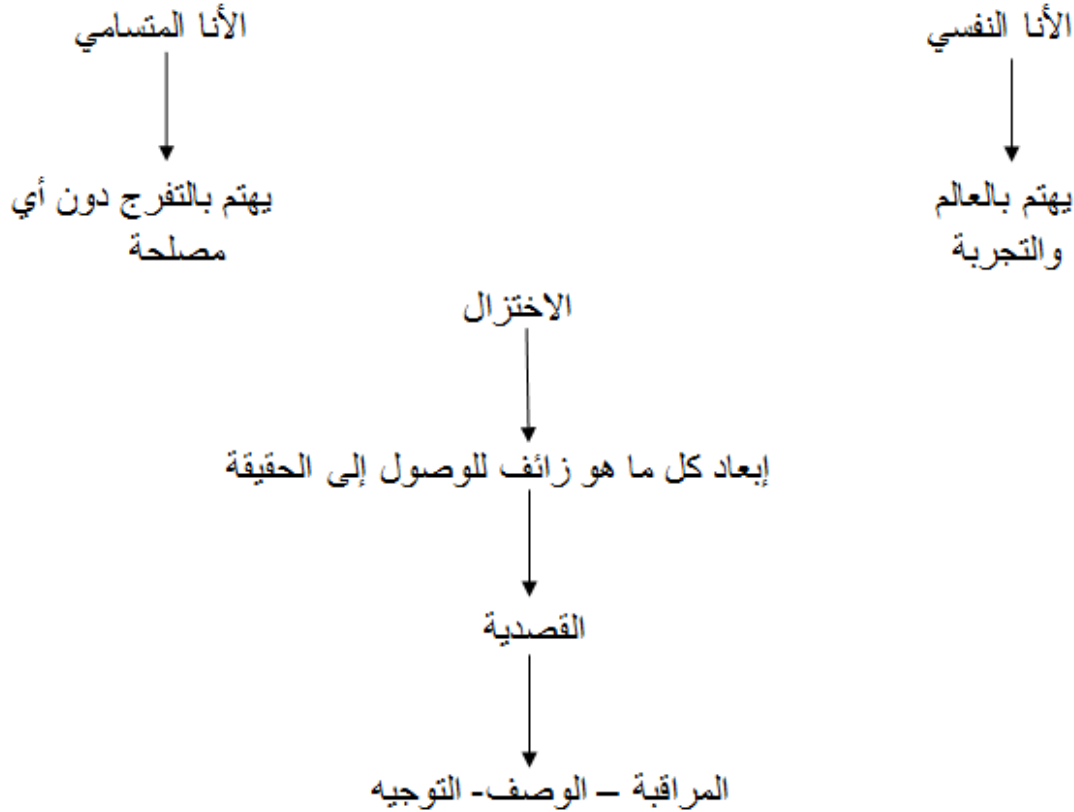 الأنا النفسي
الأنا المتسامي
يهتم بالعالم
والتجربة
يهتم بالتفرج دون أي
مصلحة
الاختزال
إبعاد كل ما هو زائف للوصول إلى الحقيقة
القصدية
المراقبة – الوصف- التوجيه